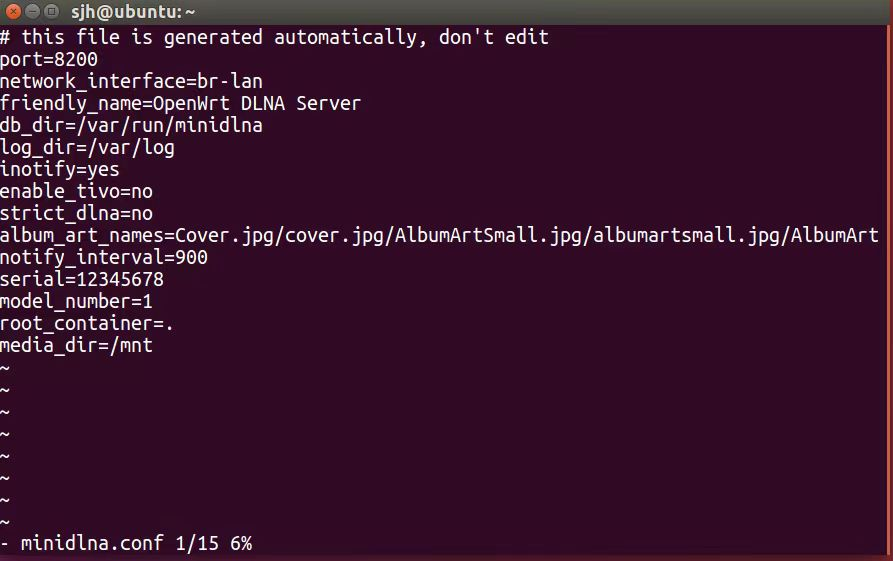 sjh@ubuntu: ~
# this file is generated automatically, don't edit
port=8200
network_interface=br-lan
friendly_name=OpenWrt DLNA Server
db_dir=/var/run/minidlna
log_dir=/var/log
inotify=yes
enable_tivo=no
strict_dlna=no
album_art_names=Cover.jpg/cover.jpg/AlbumArtSmall.jpg/albumartsmall.jpg/AlbumArt
notify_interval=900
serial=12345678
model_number=1
root_container=.
media_dir=/mnt
~
~
~
~
~
~
~
~
- minidlna.conf 1/15 6%